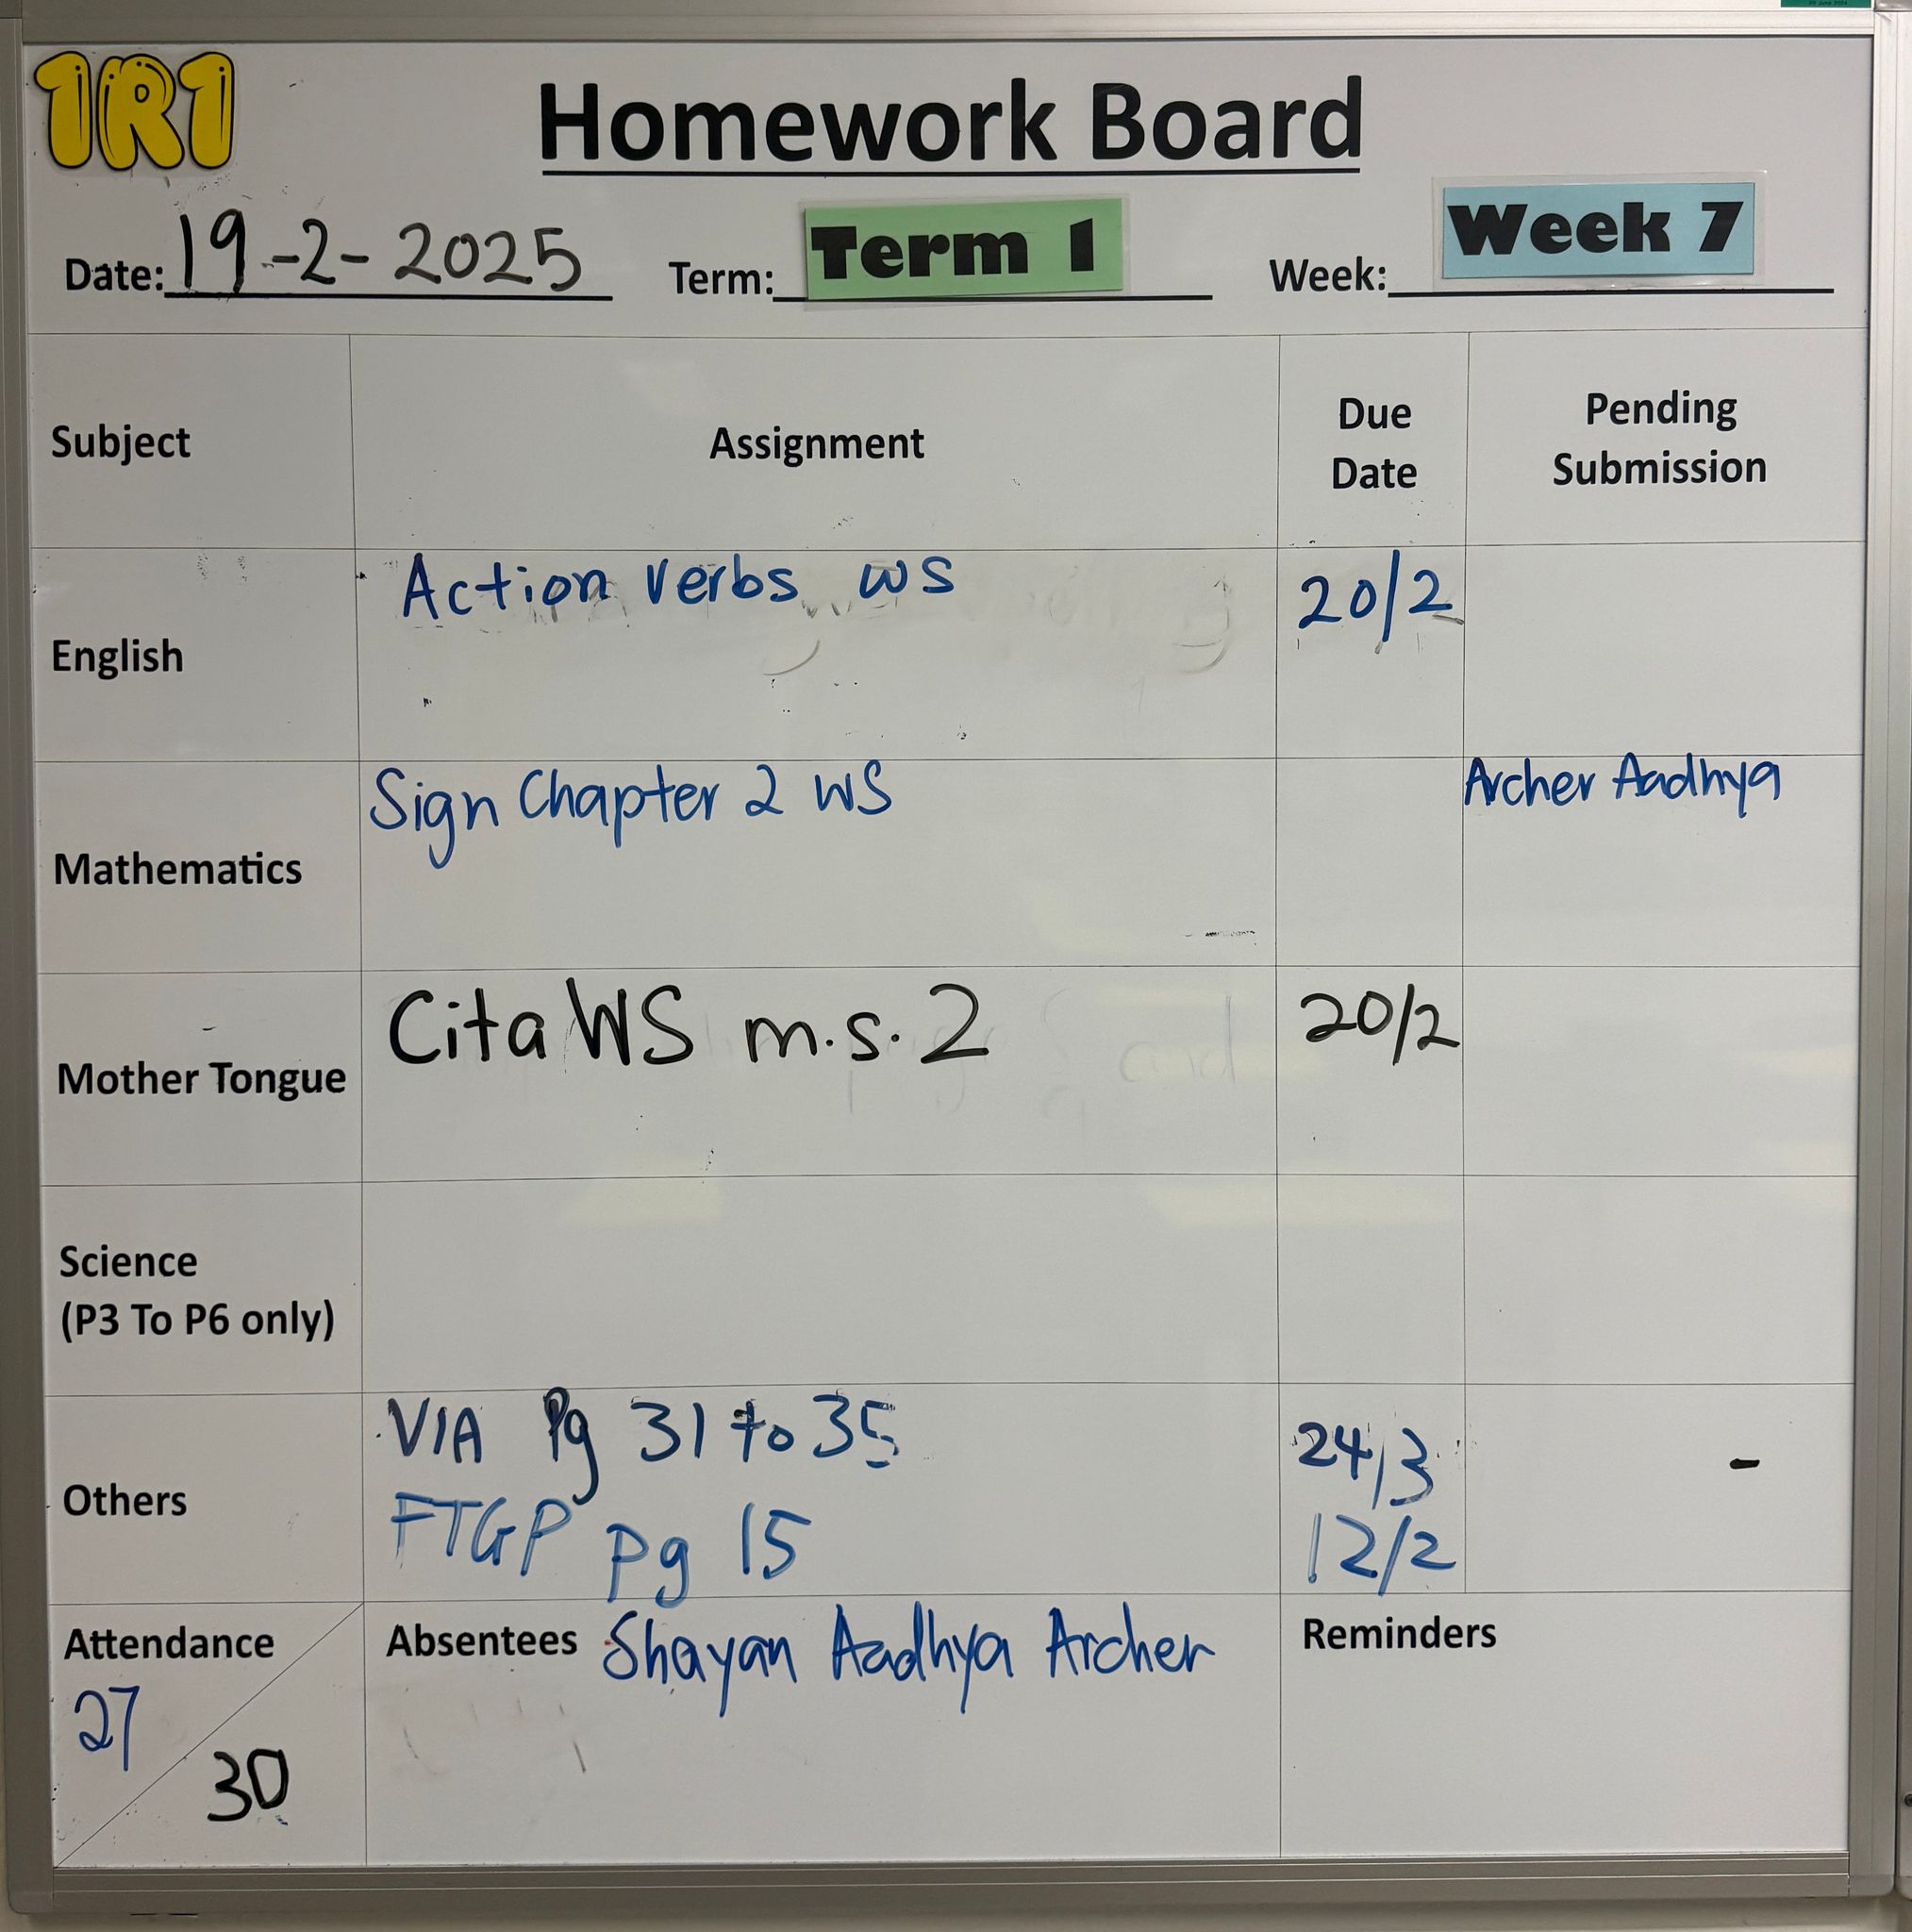 1R1
Homework Board
Date: 19-2-2025 Term: Term 1 Week: Week 7
Subject Assignment Due Date Pending Submission
English Action verbs ws 20/2
Mathematics Sign Chapter 2 WS Archer Aadhya
Mother Tongue Cita WS m.s. 2 20/2
Science
(P3 To P6 only)
Others
VIA Pg 31 to 35 24/3 -
FTGP pg 15 12/2
Attendance 27 30
Absentees Shayan Aadhya Archer
Reminders